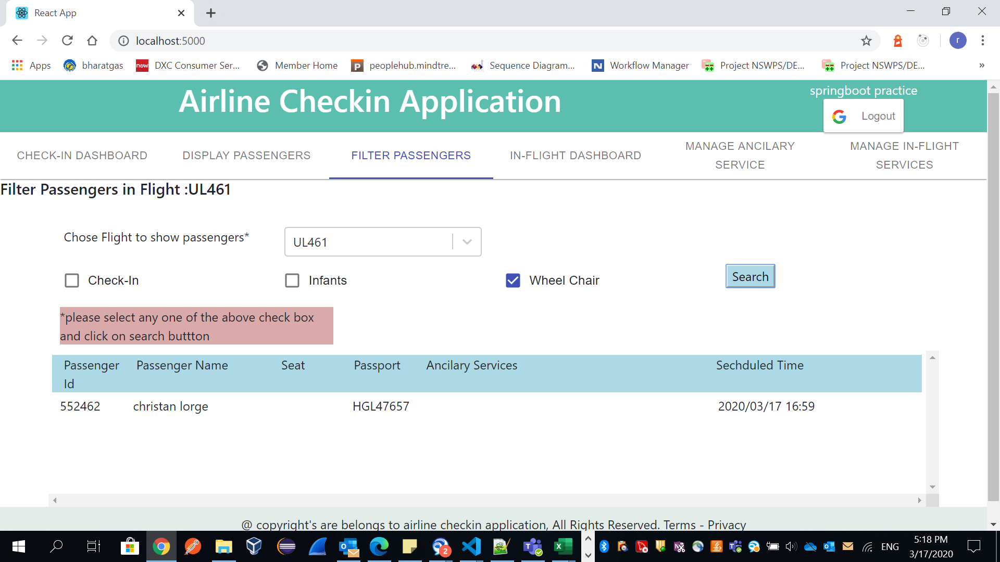 React App
localhost:5000
Apps
bharatgas
now
DXC Consumer Ser...
Member Home
P
peoplehub.mindtre...
Sequence Diagram...
N
Workflow Manager
Project NSWPS/DE...
Project NSWPS/DE...
»
r
Airline Checkin Application
springboot practice
Logout
CHECK-IN DASHBOARD
DISPLAY PASSENGERS
FILTER PASSENGERS
IN-FLIGHT DASHBOARD
MANAGE ANCILARY
SERVICE
MANAGE IN-FLIGHT
SERVICES
Filter Passengers in Flight :UL461
Chose Flight to show passengers*
UL461
Check-In
Infants
Wheel Chair
Search
*please select any one of the above check box
and click on search buttton
Passenger
Id
Passenger Name
Seat
Passport
Ancilary Services
Sechduled Time
552462
christan lorge
HGL47657
2020/03/17 16:59
@ copyright's are belongs to airline checkin application, All Rights Reserved. Terms - Privacy
2
ENG
5:18 PM
3/17/2020